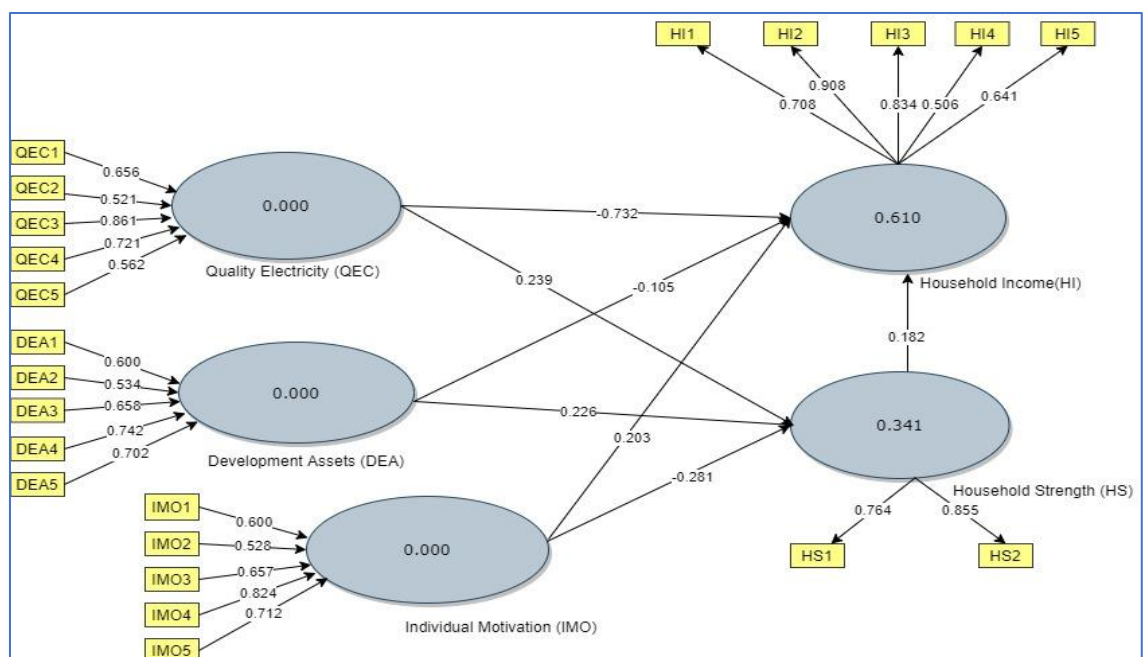 HI1
HI2
HI3
HI4
HI5
0.708
0.908
0.834
0.506
0.641
QEC1
QEC2
QEC3
QEC4
QEC5
0.656
0.521
0.861
0.721
0.562
0.000
Quality Electricity (QEC)
-0.732
0.239
-0.105
0.610
Household Income(HI)
0.182
DEA1
DEA2
DEA3
DEA4
DEA5
0.600
0.534
0.658
0.742
0.702
0.000
Development Assets (DEA)
0.226
0.203
-0.281
0.341
Household Strength (HS)
0.764
0.855
HS1
HS2
IMO1
IMO2
IMO3
IMO4
IMO5
0.600
0.528
0.657
0.824
0.712
0.000
Individual Motivation (IMO)